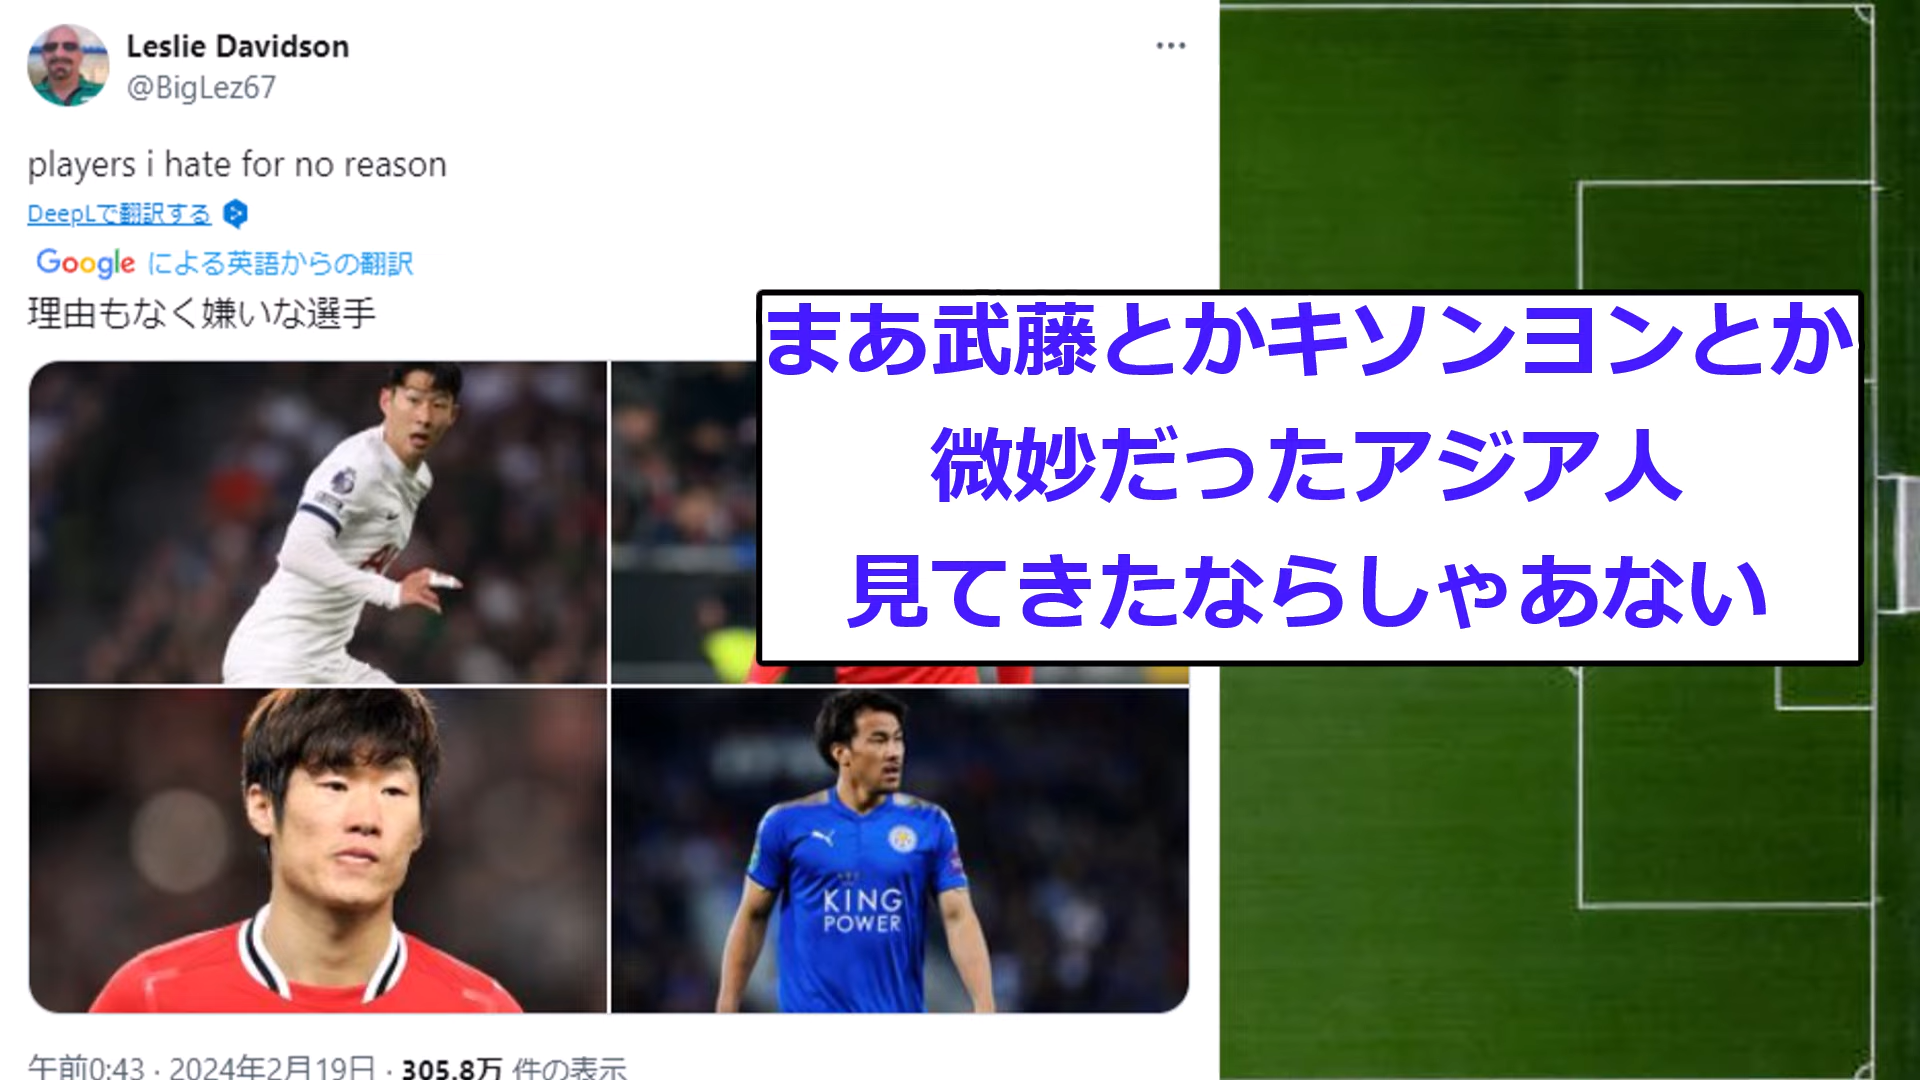 Leslie Davidson
@BigLez67
players i hate for no reason
DeepLで翻訳する
Google による英語からの翻訳
理由もなく嫌いな選手
まあ武藤とかキソンヨンとか
微妙だったアジア人
見てきたならしゃあない
KING
POWER
午前0:43 · 2024年2月19日 · 305.8万 件の表示